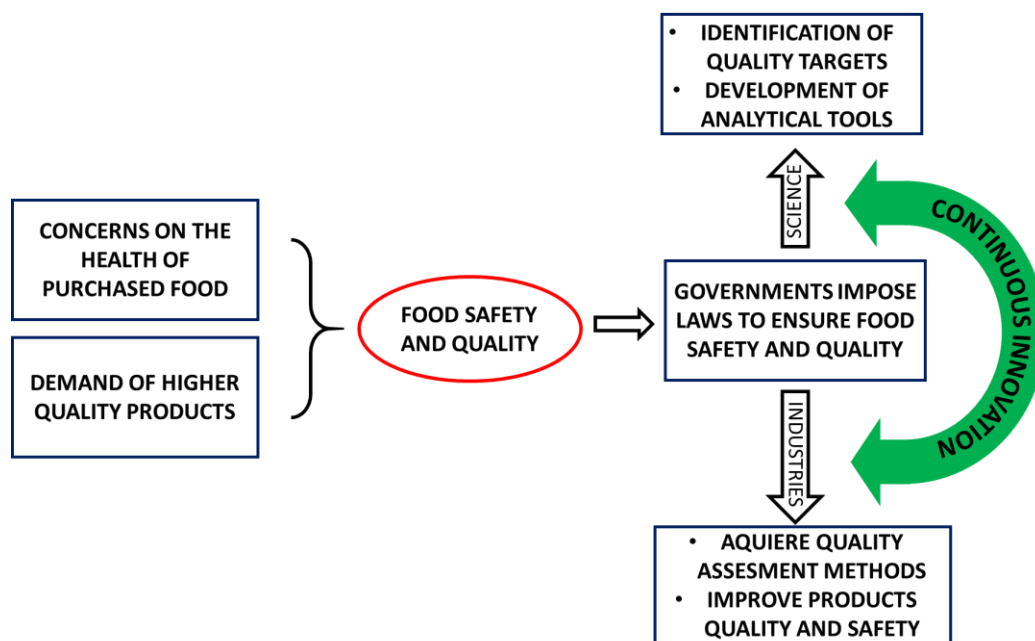 • IDENTIFICATION OF
QUALITY TARGETS
• DEVELOPMENT OF
ANALYTICAL TOOLS
SCIENCE
CONTINUOUS INNOVATION
CONCERNS ON THE
HEALTH OF
PURCHASED FOOD
DEMAND OF HIGHER
QUALITY PRODUCTS
FOOD SAFETY
AND QUALITY
GOVERNMENTS IMPOSE
LAWS TO ENSURE FOOD
SAFETY AND QUALITY
INDUSTRIES
• AQUIERE QUALITY
ASSESMENT METHODS
• IMPROVE PRODUCTS
QUALITY AND SAFETY